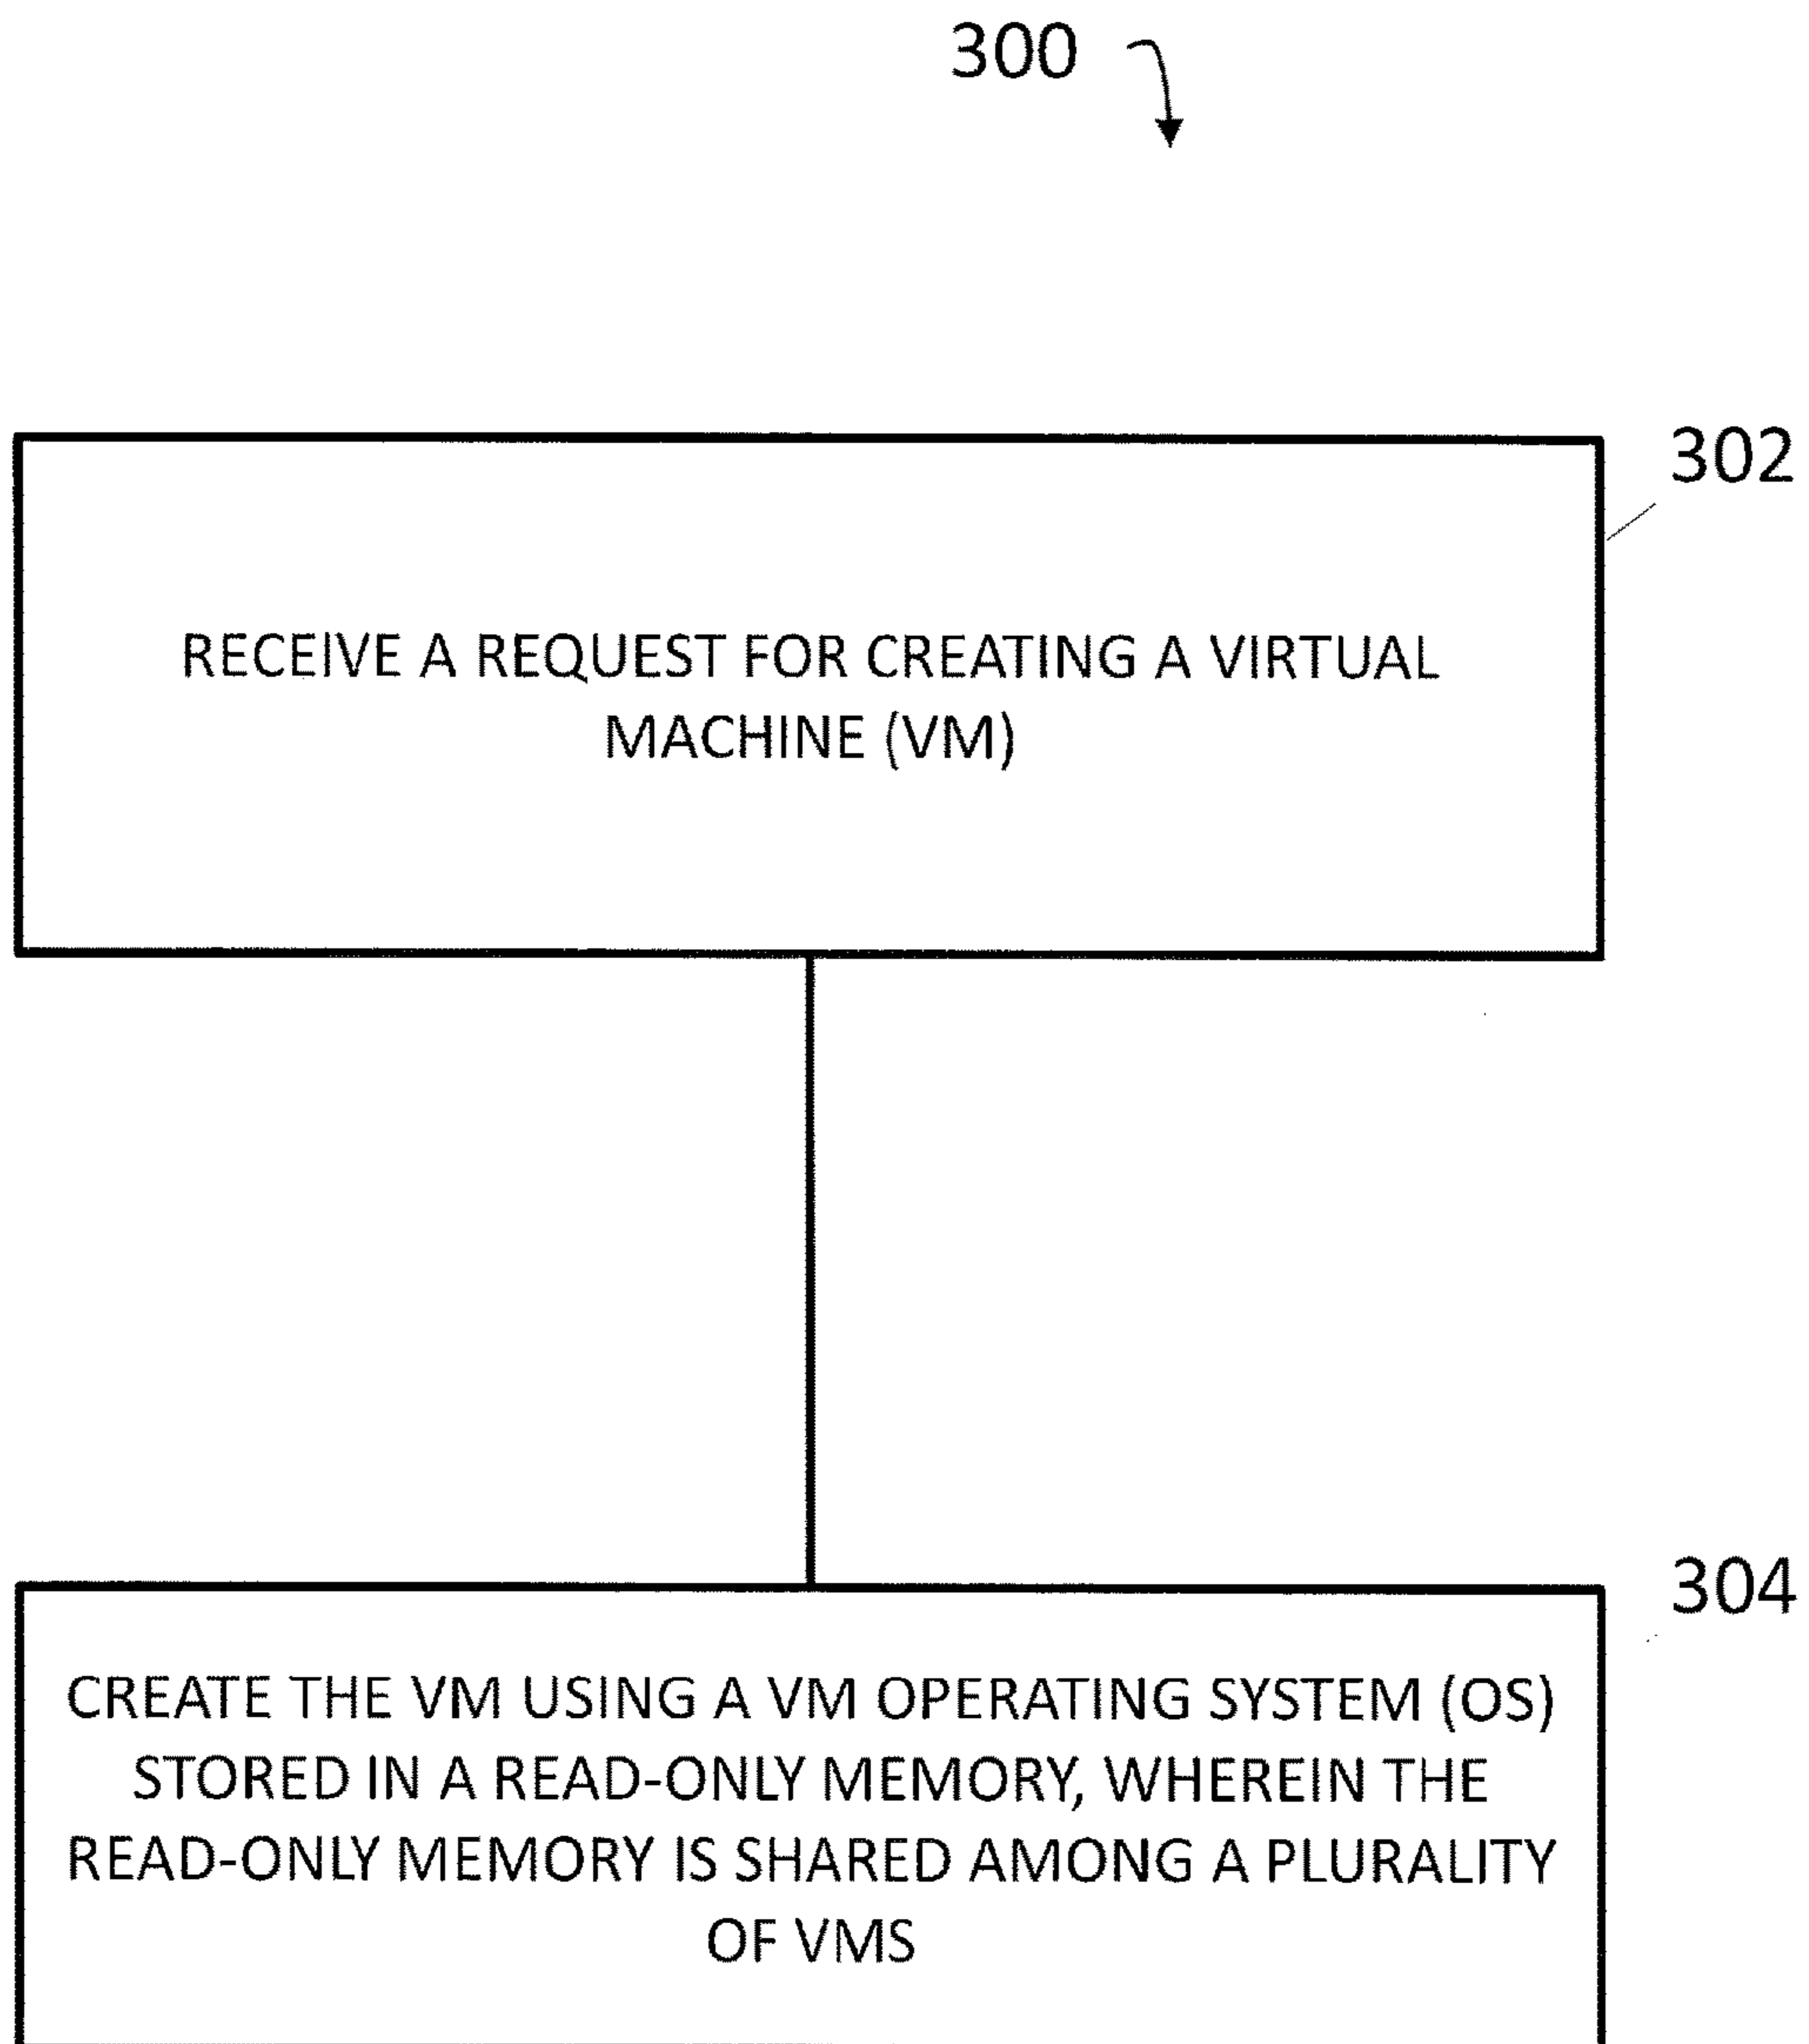 300
302
RECEIVE A REQUEST FOR CREATING A VIRTUAL
MACHINE (VM)
304
CREATE THE VM USING A VM OPERATING SYSTEM (OS)
STORED IN A READ-ONLY MEMORY, WHEREIN THE
READ-ONLY MEMORY IS SHARED AMONG A PLURALITY
OF VMS